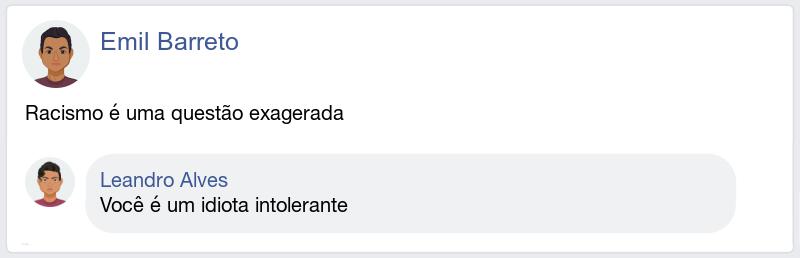 Emil Barreto
Racismo é uma questão exagerada
Leandro Alves
Você é um idiota intolerante